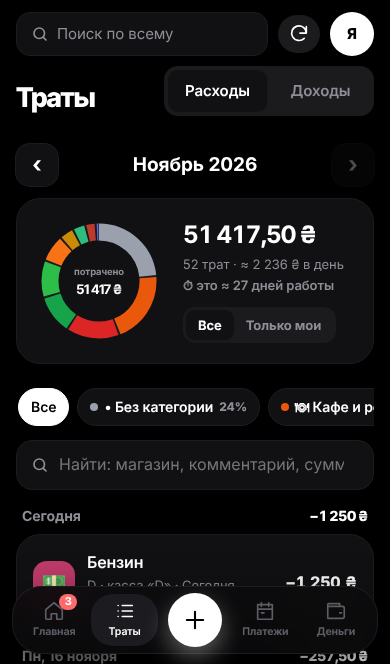 Поиск по всему
Я
Траты
Расходы
Доходы
‹
Ноябрь 2026
›
потрачено
51 417 ₴
51 417,50 ₴
52 трат · ≈ 2 236 ₴ в день
⏱ это ≈ 27 дней работы
Все
Только мои
Все
• Без категории 24%
🍽 Кафе и р
Найти: магазин, комментарий, сумм
Сегодня
−1 250 ₴
Бензин
D · касса «D» · Сегодня
−1 250 ₴
3
Главная
Траты
+
Платежи
Деньги
Пн, 16 ноября
−257,50 ₴